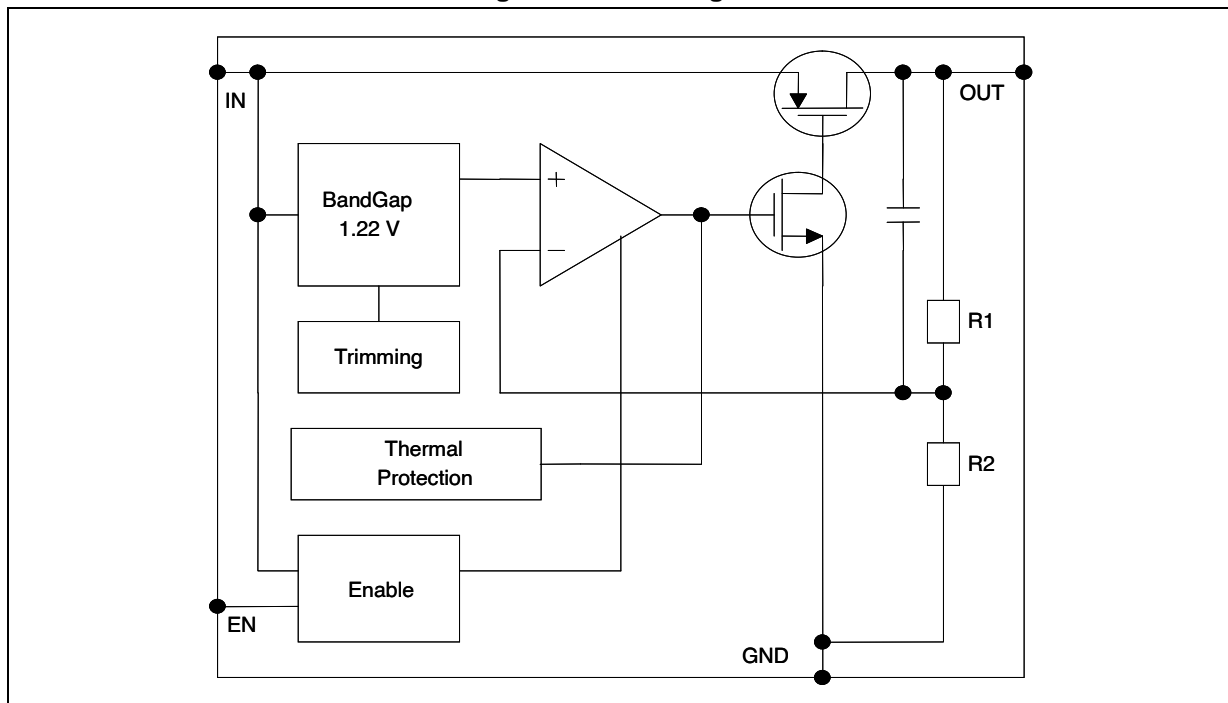 IN
OUT
BandGap
1.22 V
+
−
Trimming
R1
Thermal
Protection
R2
Enable
EN
GND